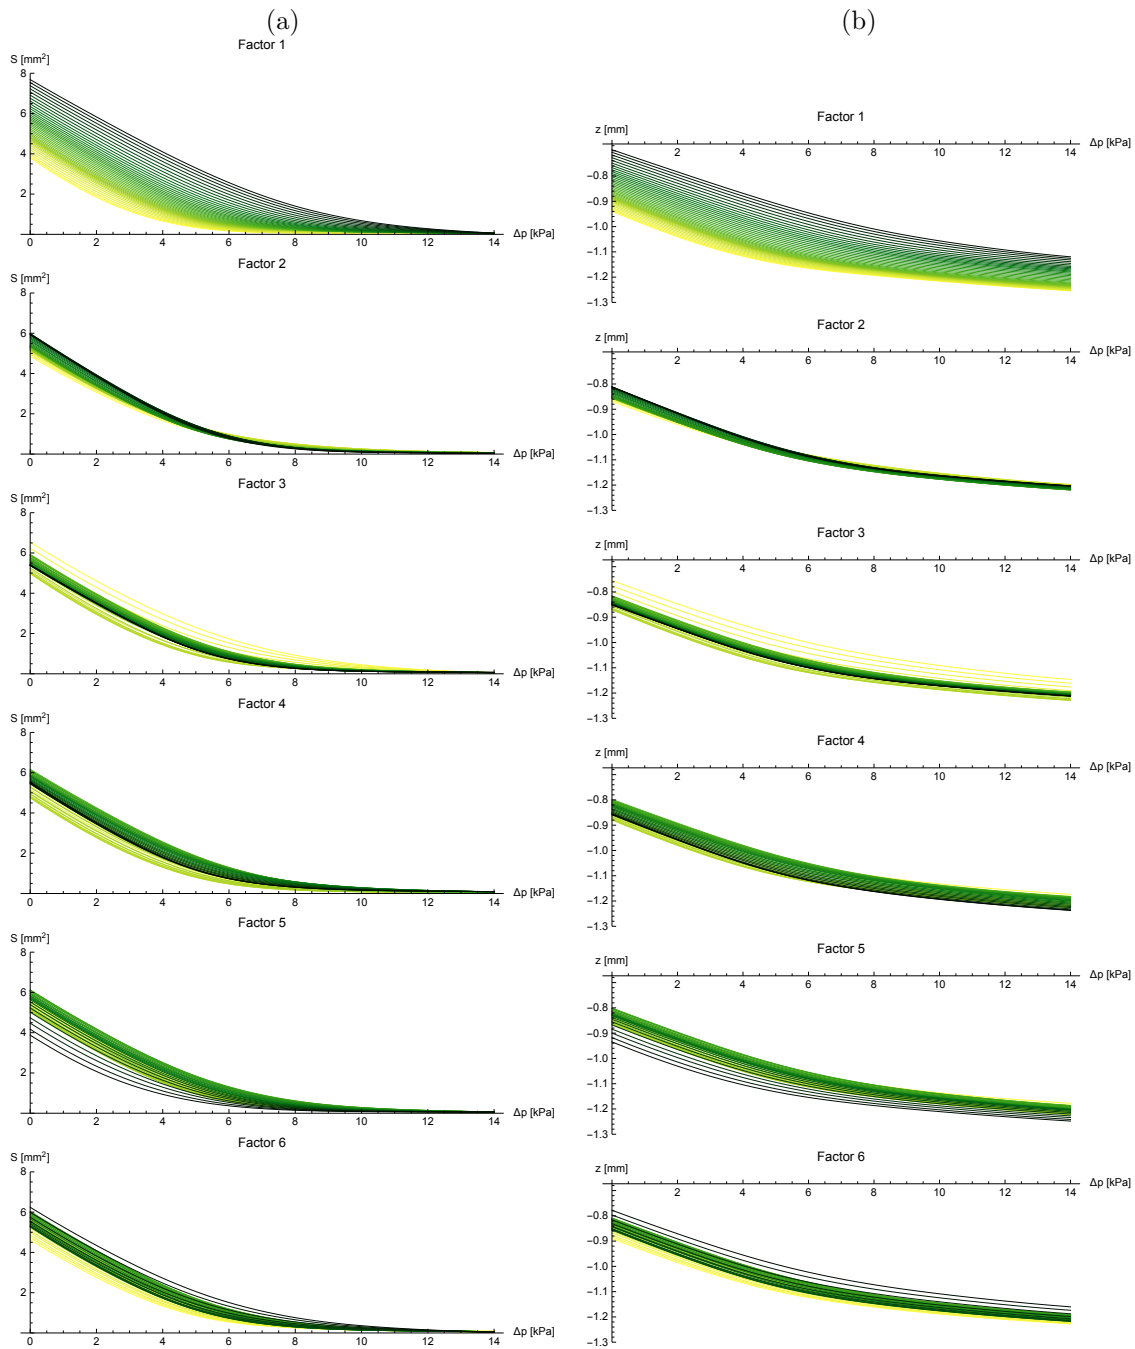 (a)
Factor 1
S [mm²]
8
6
4
2
0 2 4 6 8 10 12 14 Δp [kPa]
Factor 2
S [mm²]
8
6
4
2
0 2 4 6 8 10 12 14 Δp [kPa]
Factor 3
S [mm²]
8
6
4
2
0 2 4 6 8 10 12 14 Δp [kPa]
Factor 4
S [mm²]
8
6
4
2
0 2 4 6 8 10 12 14 Δp [kPa]
Factor 5
S [mm²]
8
6
4
2
0 2 4 6 8 10 12 14 Δp [kPa]
Factor 6
S [mm²]
8
6
4
2
0 2 4 6 8 10 12 14 Δp [kPa]
(b)
Factor 1
z [mm]
2 4 6 8 10 12 14 Δp [kPa]
−0.8
−0.9
−1.0
−1.1
−1.2
−1.3
Factor 2
z [mm]
2 4 6 8 10 12 14 Δp [kPa]
−0.8
−0.9
−1.0
−1.1
−1.2
−1.3
Factor 3
z [mm]
2 4 6 8 10 12 14 Δp [kPa]
−0.8
−0.9
−1.0
−1.1
−1.2
−1.3
Factor 4
z [mm]
2 4 6 8 10 12 14 Δp [kPa]
−0.8
−0.9
−1.0
−1.1
−1.2
−1.3
Factor 5
z [mm]
2 4 6 8 10 12 14 Δp [kPa]
−0.8
−0.9
−1.0
−1.1
−1.2
−1.3
Factor 6
z [mm]
2 4 6 8 10 12 14 Δp [kPa]
−0.8
−0.9
−1.0
−1.1
−1.2
−1.3